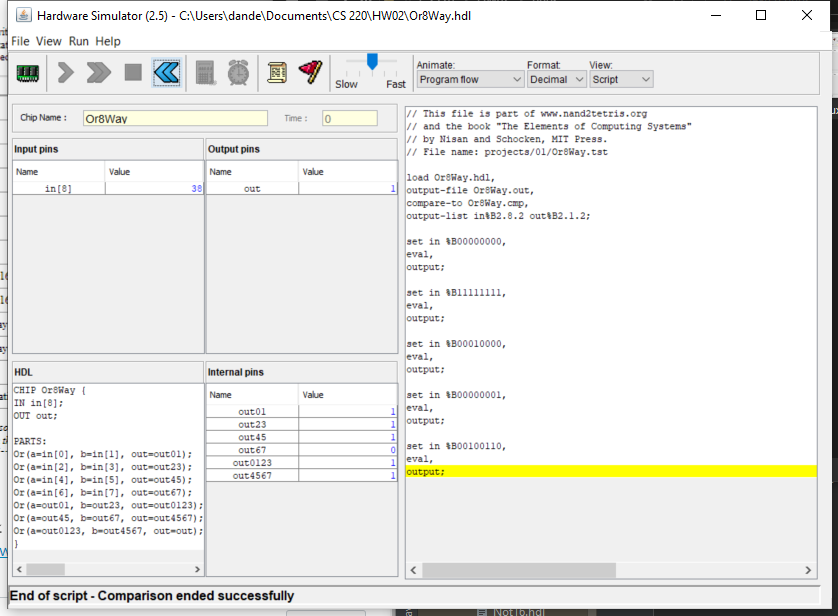 Hardware Simulator (2.5) - C:\Users\dande\Documents\CS 220\HW02\Or8Way.hdl
File View Run Help
Animate: Format: View:
Slow Fast Program flow Decimal Script
Chip Name : Or8Way Time : 0
Input pins
Name Value
in[8] 38
Output pins
Name Value
out 1
HDL
CHIP Or8Way {
IN in[8];
OUT out;
PARTS:
Or(a=in[0], b=in[1], out=out01);
Or(a=in[2], b=in[3], out=out23);
Or(a=in[4], b=in[5], out=out45);
Or(a=in[6], b=in[7], out=out67);
Or(a=out01, b=out23, out=out0123);
Or(a=out45, b=out67, out=out4567);
Or(a=out0123, b=out4567, out=out);
}
Internal pins
Name Value
out01 1
out23 1
out45 1
out67 0
out0123 1
out4567 1
// This file is part of www.nand2tetris.org
// and the book "The Elements of Computing Systems"
// by Nisan and Schocken, MIT Press.
// File name: projects/01/Or8Way.tst
load Or8Way.hdl,
output-file Or8Way.out,
compare-to Or8Way.cmp,
output-list in%B2.8.2 out%B2.1.2;
set in %B00000000,
eval,
output;
set in %B11111111,
eval,
output;
set in %B00010000,
eval,
output;
set in %B00000001,
eval,
output;
set in %B00100110,
eval,
output;
End of script - Comparison ended successfully
Not16.hdl